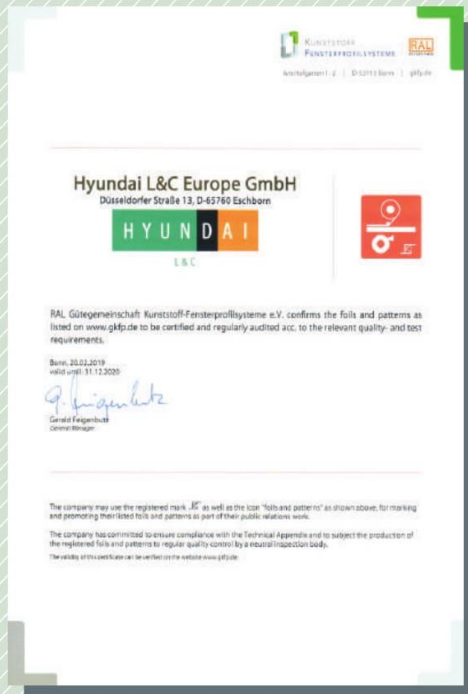 KUNSTSTOFF
FENSTERPROFILSYSTEME
RAL
D-53113 Bonn | gkfp.de
Hyundai L&C Europe GmbH
Düsseldorfer Straße 13, D-65760 Eschborn
HYUNDAI
L&C
RAL Gütegemeinschaft Kunststoff-Fensterprofilsysteme e.V. confirms the foils and patterns as
listed on www.gkfp.de to be certified and regularly audited acc. to the relevant quality- and test
requirements.
Bonn, 20.02.2019
valid until: 31.12.2020
Gerald Feigenbutz
General Manager
The company may use the registered mark as well as the icon "foils and patterns" as shown above, for marking
and promoting their listed foils and patterns as part of their public relations work.
The company has committed to ensure compliance with the Technical Appendix and to subject the production of
the registered foils and patterns to regular quality control by a neutral inspection body.
The validity of this certificate can be verified on the website www.gkfp.de